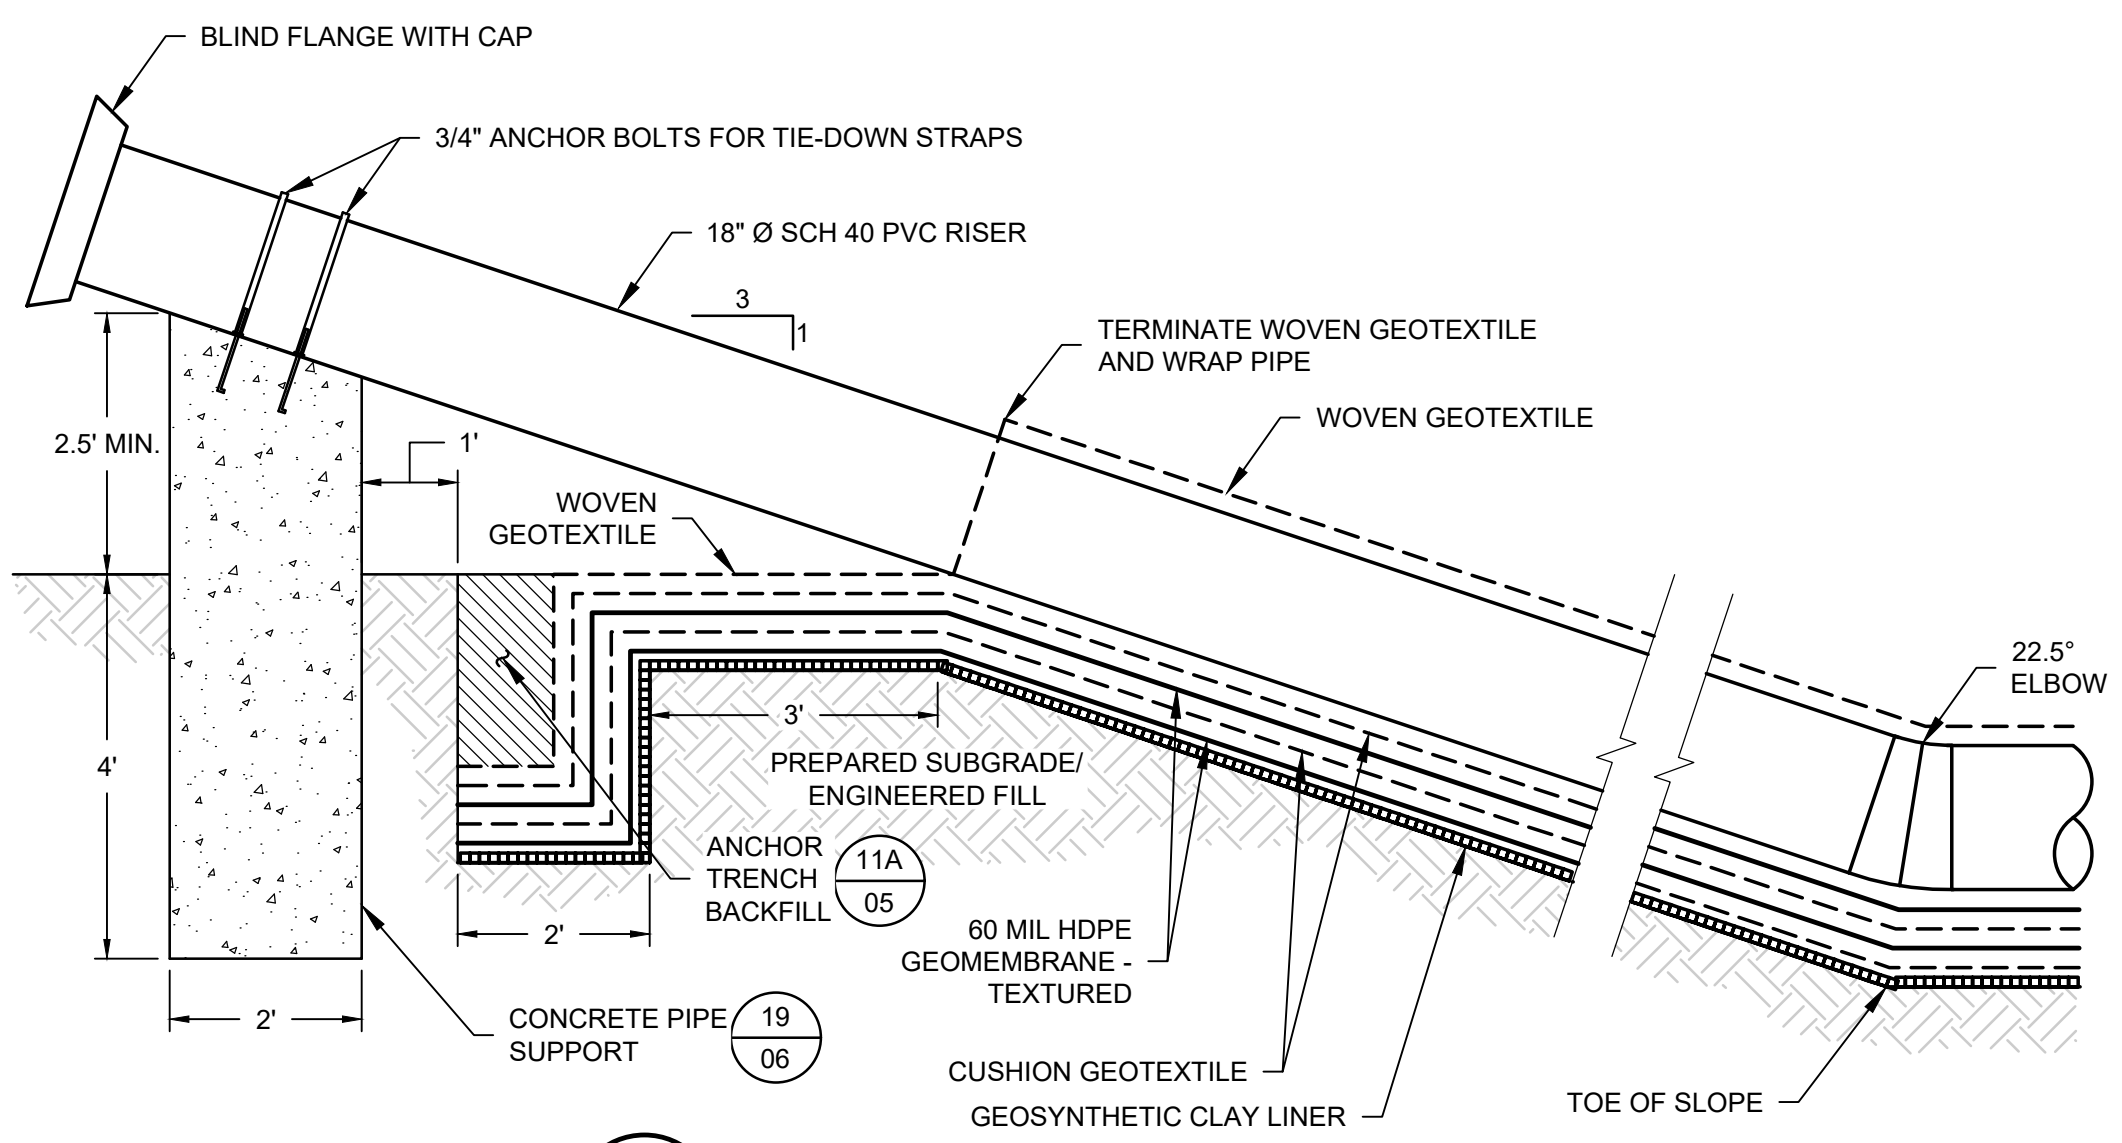 BLIND FLANGE WITH CAP
3/4" ANCHOR BOLTS FOR TIE-DOWN STRAPS
18" Ø SCH 40 PVC RISER
3
1
TERMINATE WOVEN GEOTEXTILE
AND WRAP PIPE
WOVEN GEOTEXTILE
2.5' MIN.
1'
WOVEN
GEOTEXTILE
22.5°
ELBOW
4'
3'
PREPARED SUBGRADE/
ENGINEERED FILL
ANCHOR
TRENCH
BACKFILL
11A
05
2'
60 MIL HDPE
GEOMEMBRANE -
TEXTURED
2'
CONCRETE PIPE
SUPPORT
19
06
CUSHION GEOTEXTILE
GEOSYNTHETIC CLAY LINER
TOE OF SLOPE